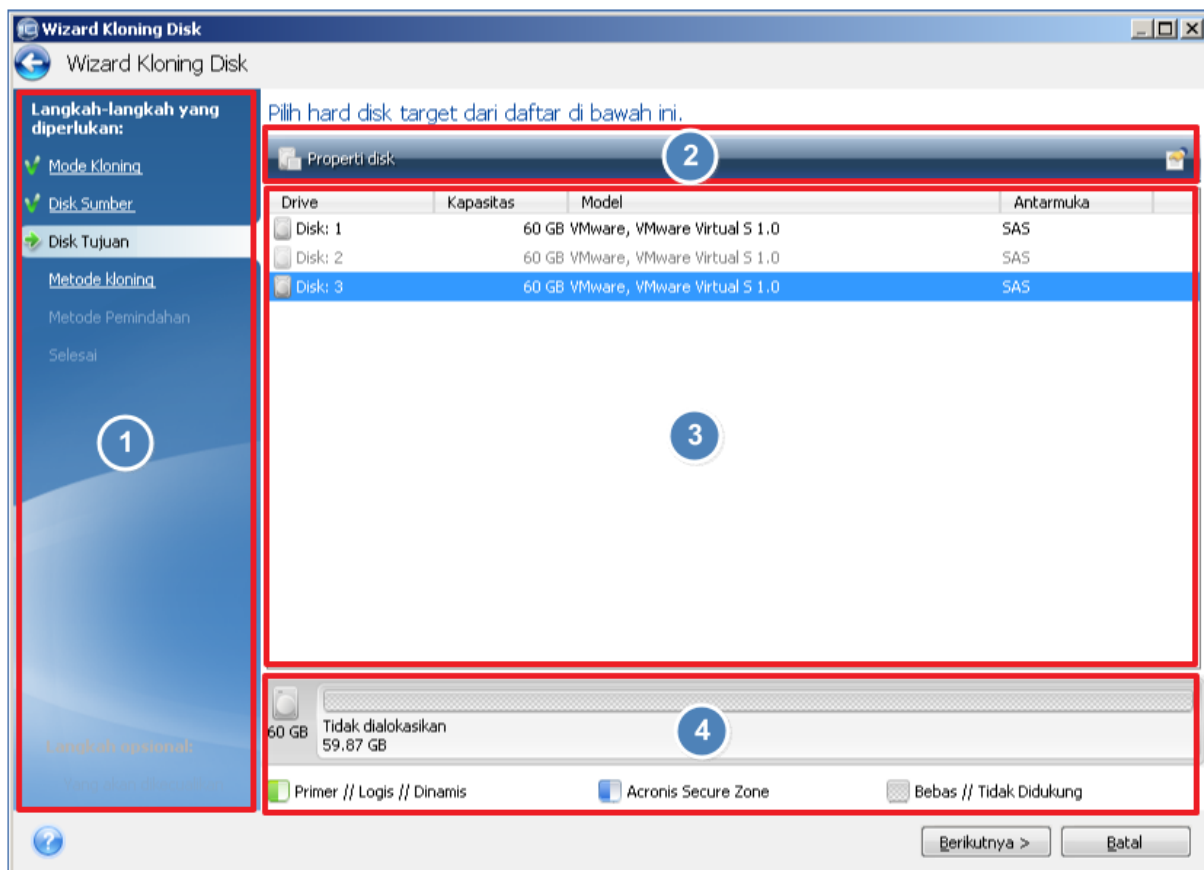 Wizard Kloning Disk
Wizard Kloning Disk
Langkah-langkah yang
diperlukan:
Mode Kloning
Disk Sumber
Disk Tujuan
Metode kloning
Metode Pemindahan
Selesai
1
Langkah opsional:
Pilih hard disk target dari daftar di bawah ini.
Properti disk
2
Drive Kapasitas Model Antarmuka
Disk: 1 60 GB VMware, VMware Virtual S 1.0 SAS
Disk: 2 60 GB VMware, VMware Virtual S 1.0 SAS
Disk: 3 60 GB VMware, VMware Virtual S 1.0 SAS
3
60 GB
Tidak dialokasikan
59.87 GB
4
Primer // Logis // Dinamis Acronis Secure Zone Bebas // Tidak Didukung
?
Berikutnya > Batal